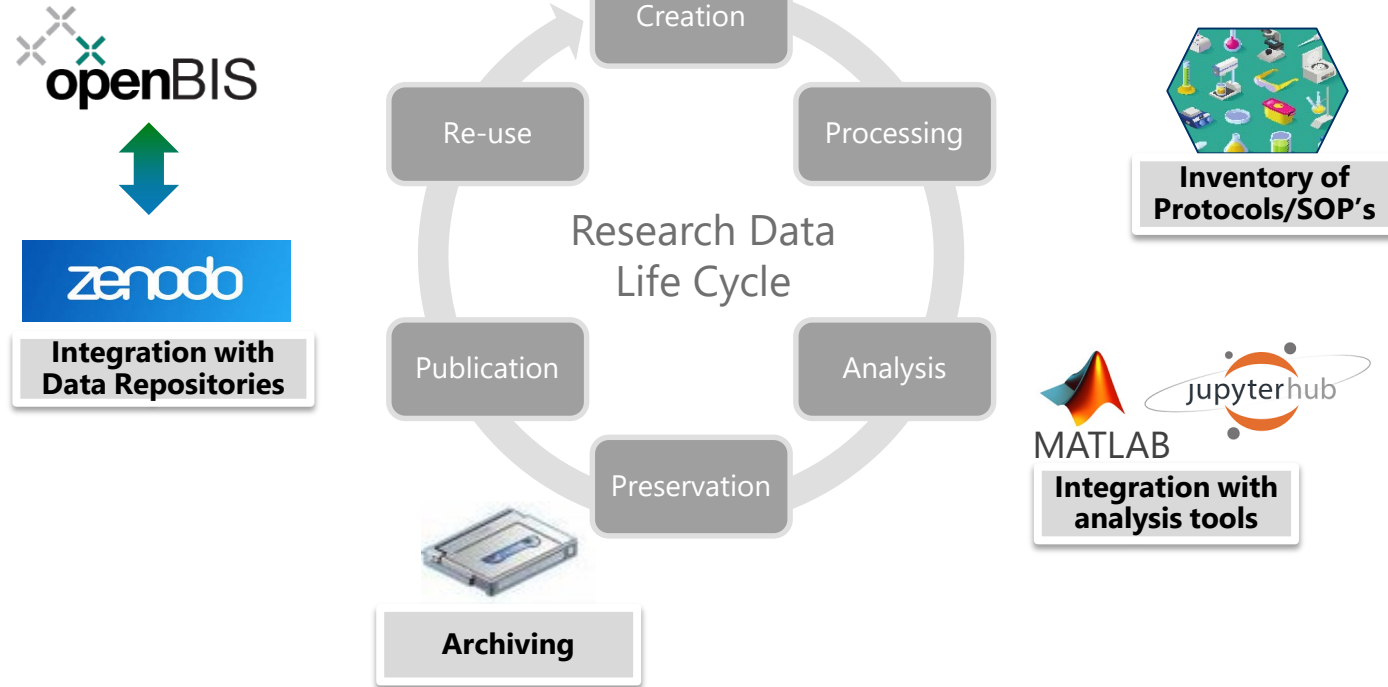 openBIS
zenodo
Integration with
Data Repositories
Creation
Re-use
Processing
Research Data
Life Cycle
Publication
Analysis
Preservation
Archiving
Inventory of
Protocols/SOP’s
MATLAB
jupyterhub
Integration with
analysis tools